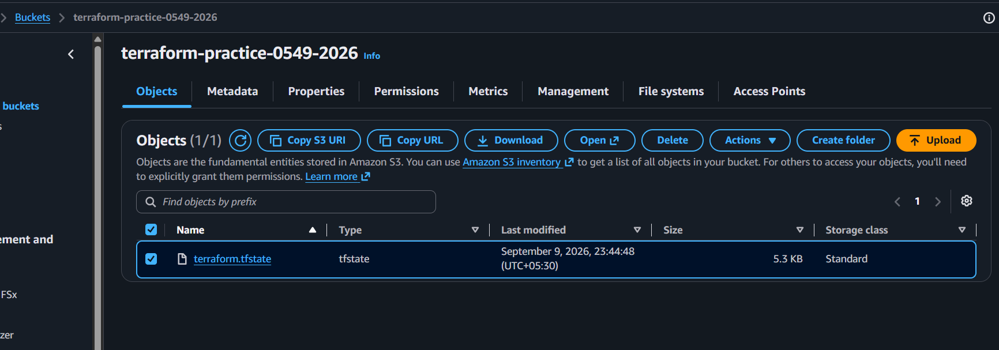 Buckets
terraform-practice-0549-2026
terraform-practice-0549-2026 Info
buckets
s
ement and
FSx
zer
Objects Metadata Properties Permissions Metrics Management File systems Access Points
Objects (1/1) Copy S3 URI Copy URL Download Open Delete Actions Create folder Upload
Objects are the fundamental entities stored in Amazon S3. You can use Amazon S3 inventory to get a list of all objects in your bucket. For others to access your objects, you'll need
to explicitly grant them permissions. Learn more
Find objects by prefix
1
Name Type Last modified Size Storage class
terraform.tfstate tfstate September 9, 2026, 23:44:48 5.3 KB Standard
(UTC+05:30)